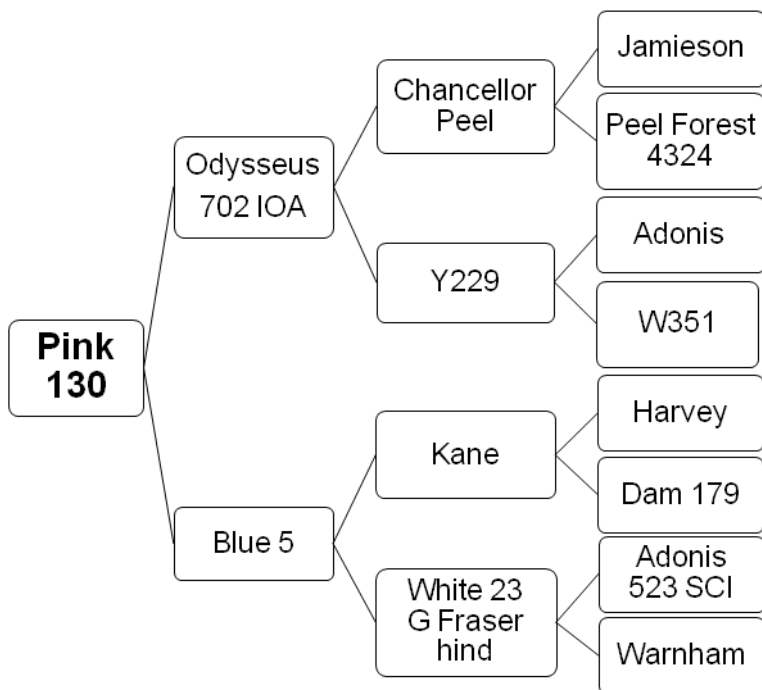 Jamieson
Chancellor
Peel
Peel Forest
4324
Odysseus
702 IOA
Adonis
Y229
W351
Pink
130
Harvey
Kane
Dam 179
Blue 5
Adonis
523 SCI
White 23
G Fraser
hind
Warnham